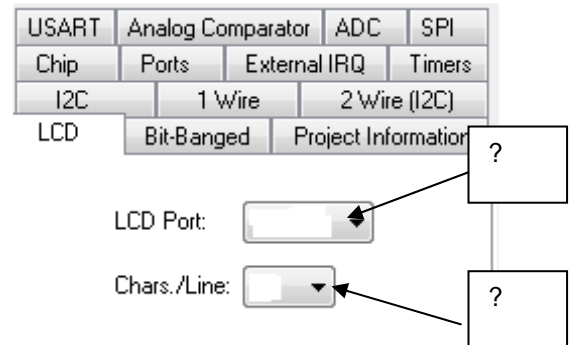 USART Analog Comparator ADC SPI
Chip Ports External IRQ Timers
I2C 1 Wire 2 Wire (I2C)
LCD Bit-Banged Project Information
?
LCD Port:
Chars./Line:
?